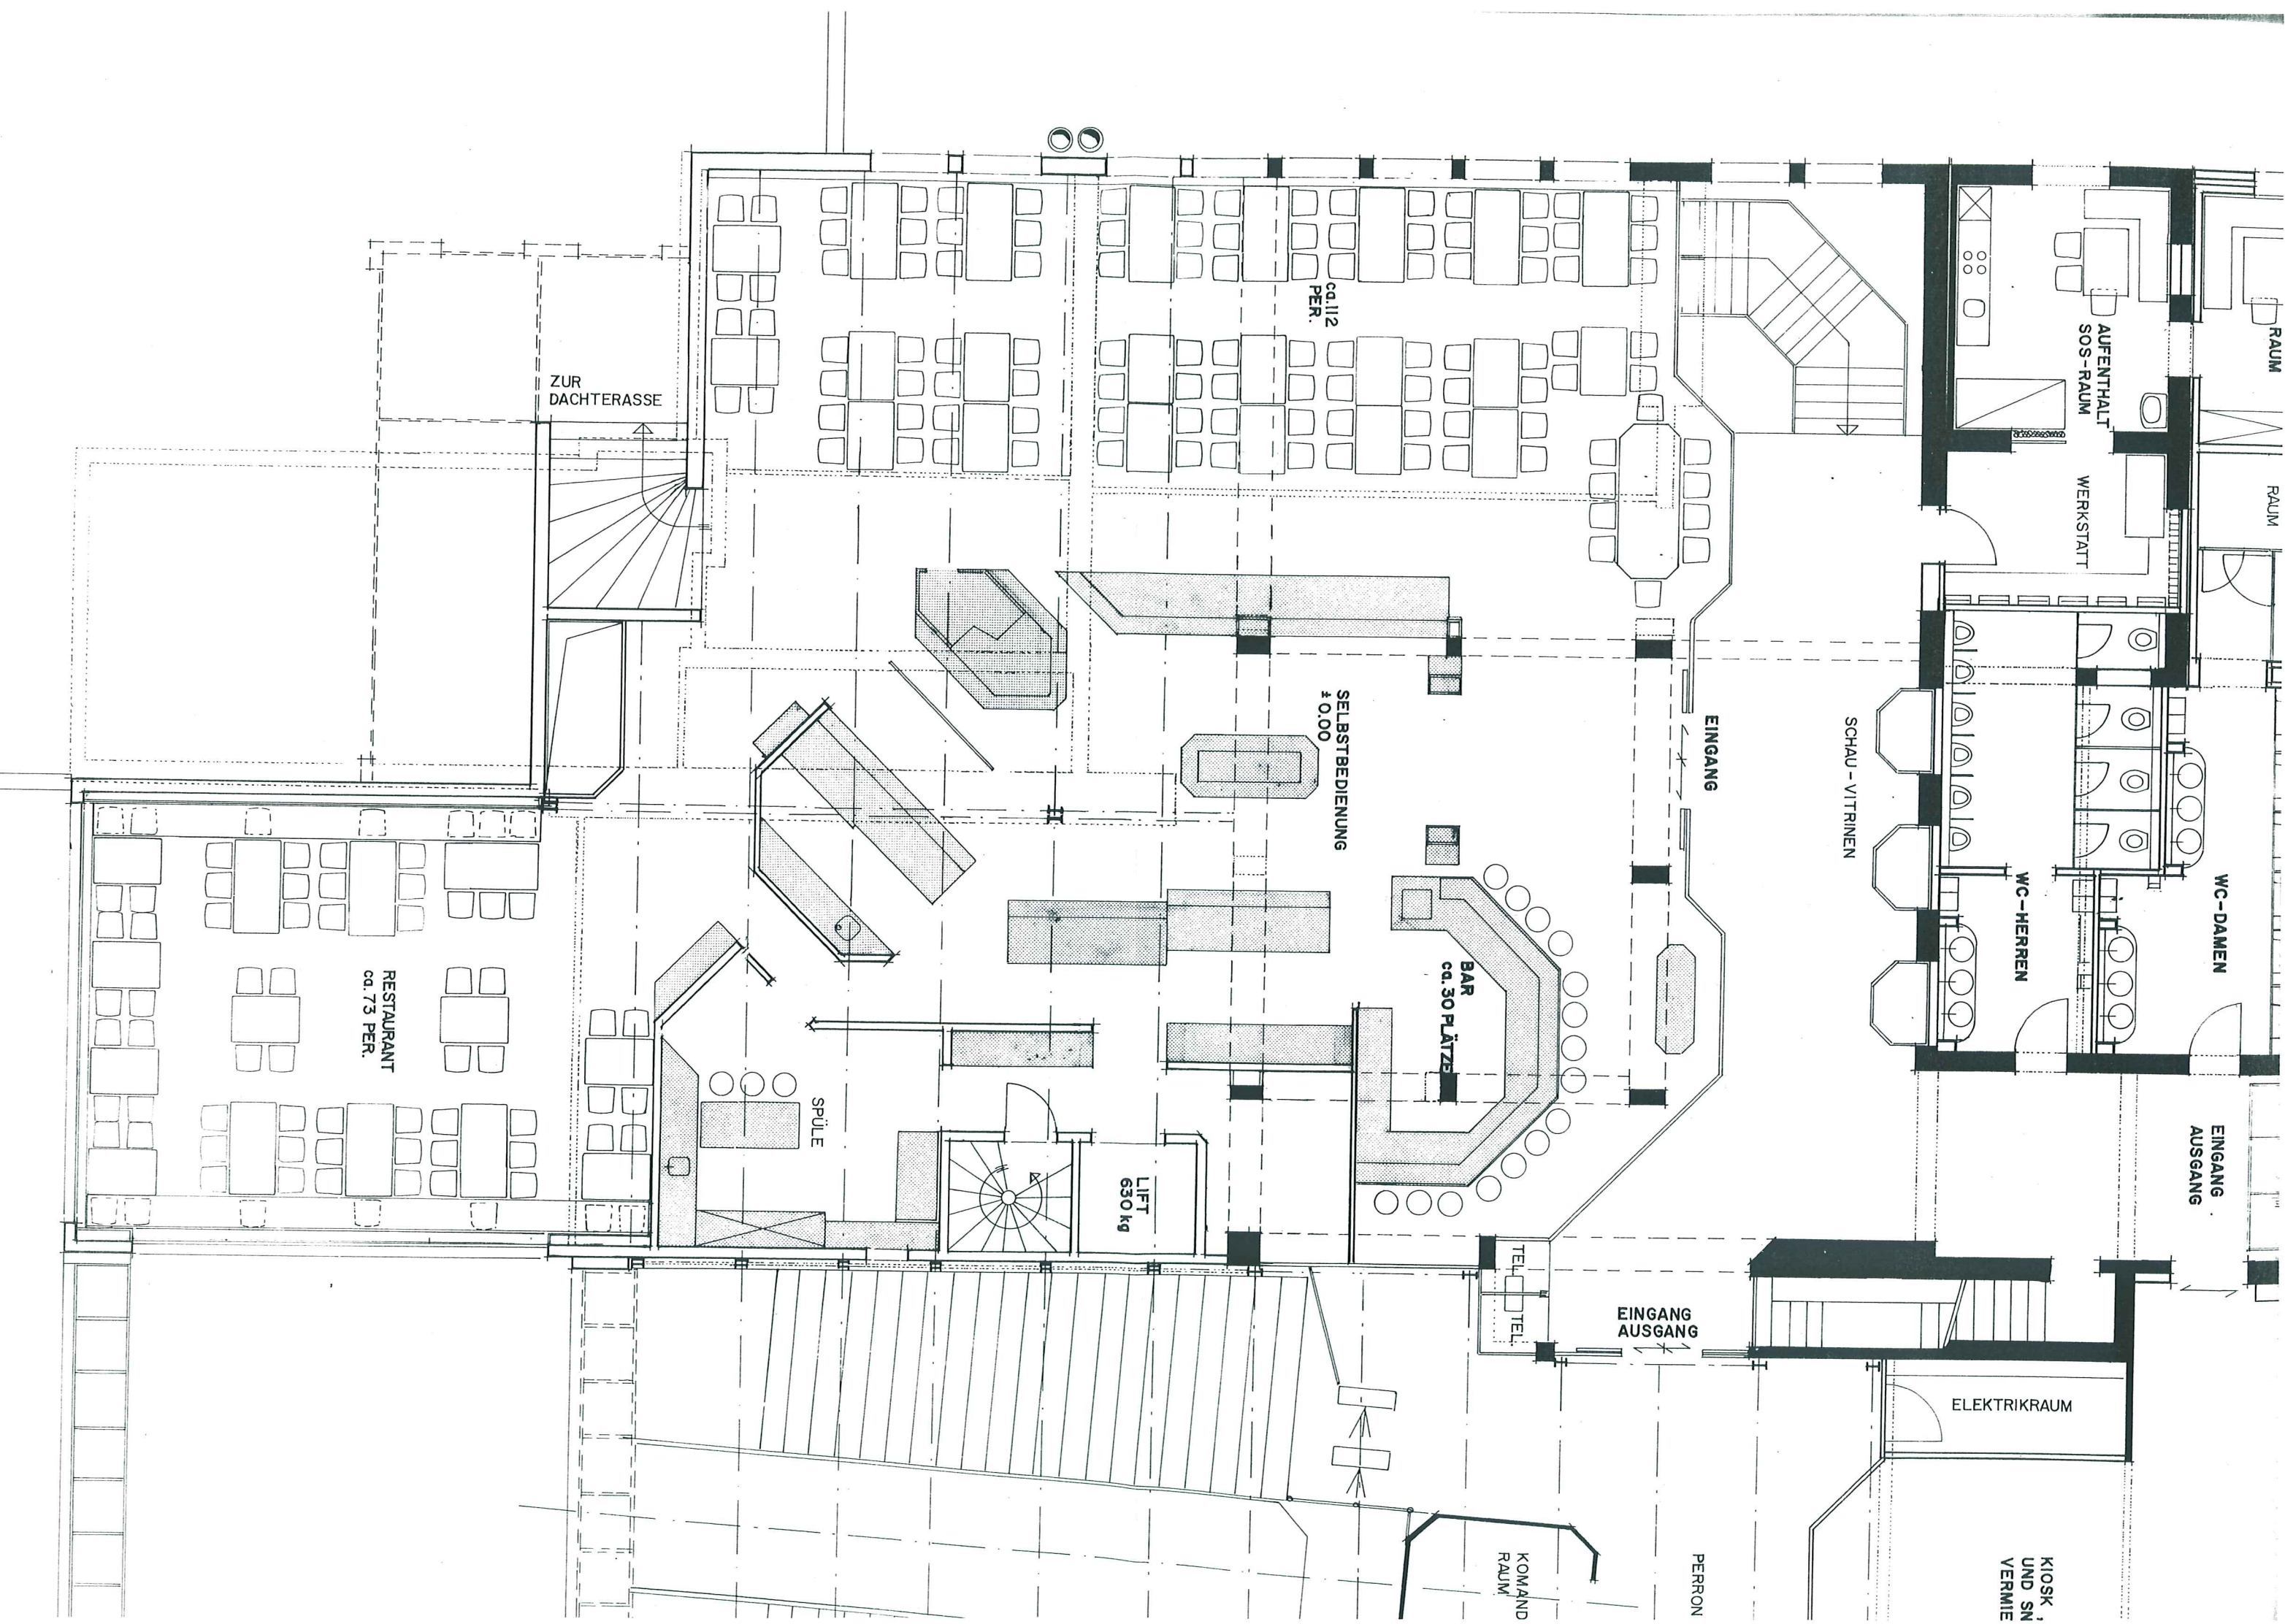 ca. 112
PER.
ZUR
DACHTERASSE
AUFENTHALT
SOS-RAUM
RAUM
WERKSTATT
RAUM
SELBSTBEDIENUNG
± 0.00
EINGANG
SCHAU-VITRINEN
WC-HERREN
WC-DAMEN
BAR
ca. 30 PLÄTZE
RESTAURANT
ca. 73 PER.
SPÜLE
LIFT
630 kg
EINGANG
AUSGANG
TEL.
TEL.
EINGANG
AUSGANG
ELEKTRIKRAUM
KOMAND
RAUM
PERRON
KIOSK,
UND SN
VERMIE